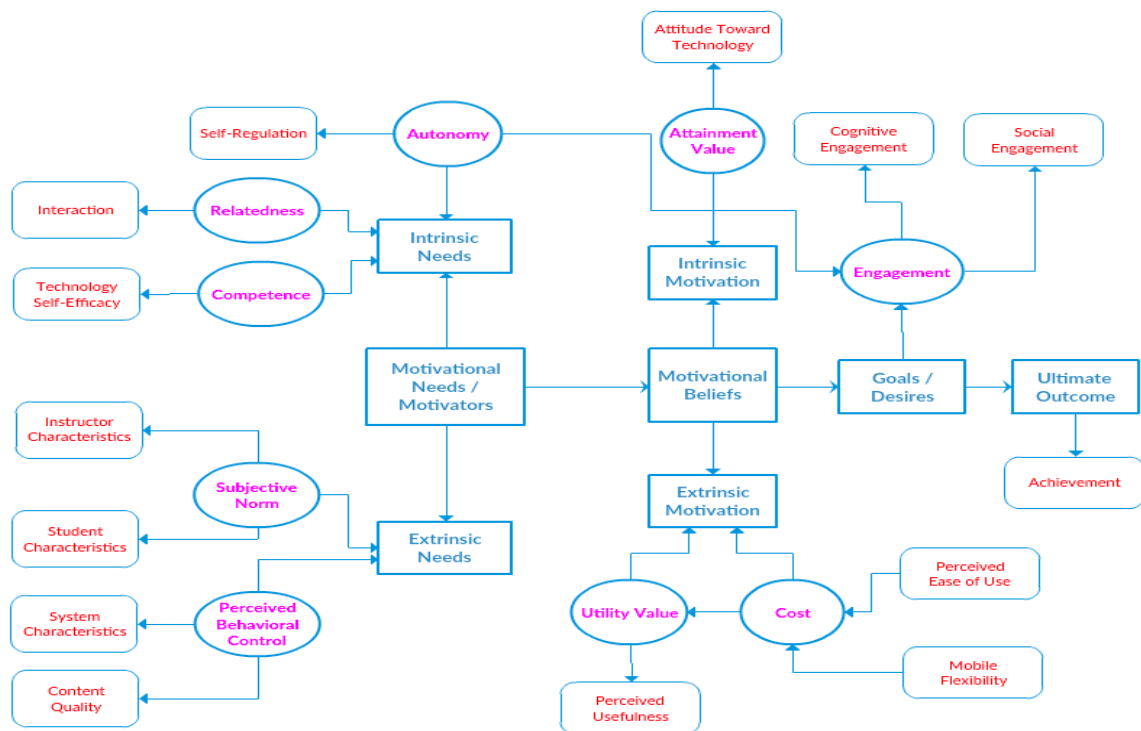 Attitude Toward
Technology
Self-Regulation
Autonomy
Attainment
Value
Cognitive
Engagement
Social
Engagement
Interaction
Relatedness
Intrinsic
Needs
Intrinsic
Motivation
Engagement
Technology
Self-Efficacy
Competence
Motivational
Needs /
Motivators
Motivational
Beliefs
Goals /
Desires
Ultimate
Outcome
Instructor
Characteristics
Subjective
Norm
Extrinsic
Motivation
Achievement
Student
Characteristics
Extrinsic
Needs
Perceived
Ease of Use
System
Characteristics
Perceived
Behavioral
Control
Utility Value
Cost
Content
Quality
Perceived
Usefulness
Mobile
Flexibility